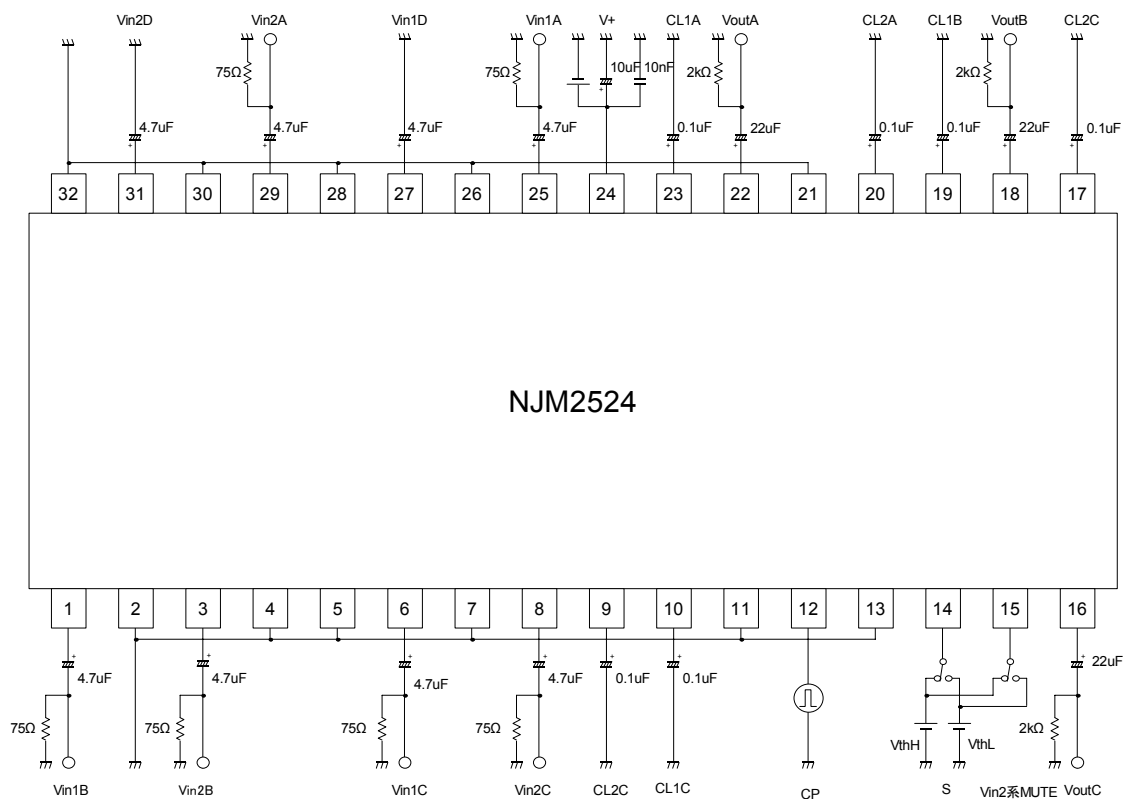 Vin2D Vin2A Vin1D Vin1A V+ CL1A VoutA CL2A CL1B VoutB CL2C
75Ω 75Ω 10uF 10nF 2kΩ 2kΩ
4.7uF 4.7uF 4.7uF 4.7uF 0.1uF 22uF 0.1uF 0.1uF 22uF 0.1uF
+ + + + + + + + + + +
32 31 30 29 28 27 26 25 24 23 22 21 20 19 18 17
NJM2524
1 2 3 4 5 6 7 8 9 10 11 12 13 14 15 16
+ + + + + + +
4.7uF 4.7uF 4.7uF 4.7uF 0.1uF 0.1uF 22uF
75Ω 75Ω 75Ω 75Ω VthH VthL 2kΩ
Vin1B Vin2B Vin1C Vin2C CL2C CL1C CP S Vin2系MUTE VoutC